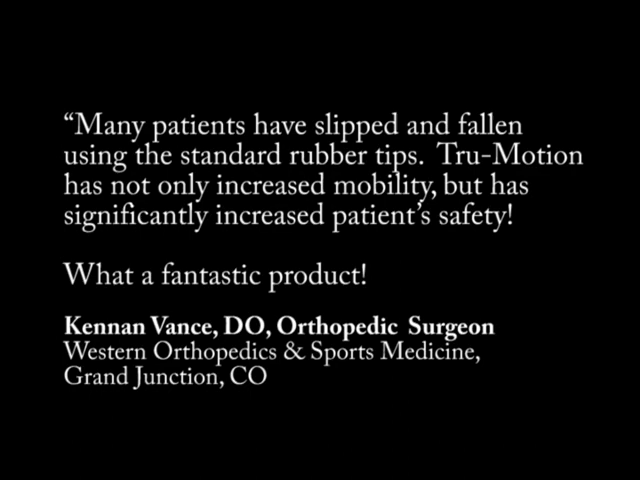 “Many patients have slipped and fallen
using the standard rubber tips.  Tru-Motion
has not only increased mobility, but has
significantly increased patient’s safety!
What a fantastic product!
Kennan Vance, DO, Orthopedic  Surgeon
Western Orthopedics & Sports Medicine,
Grand Junction, CO